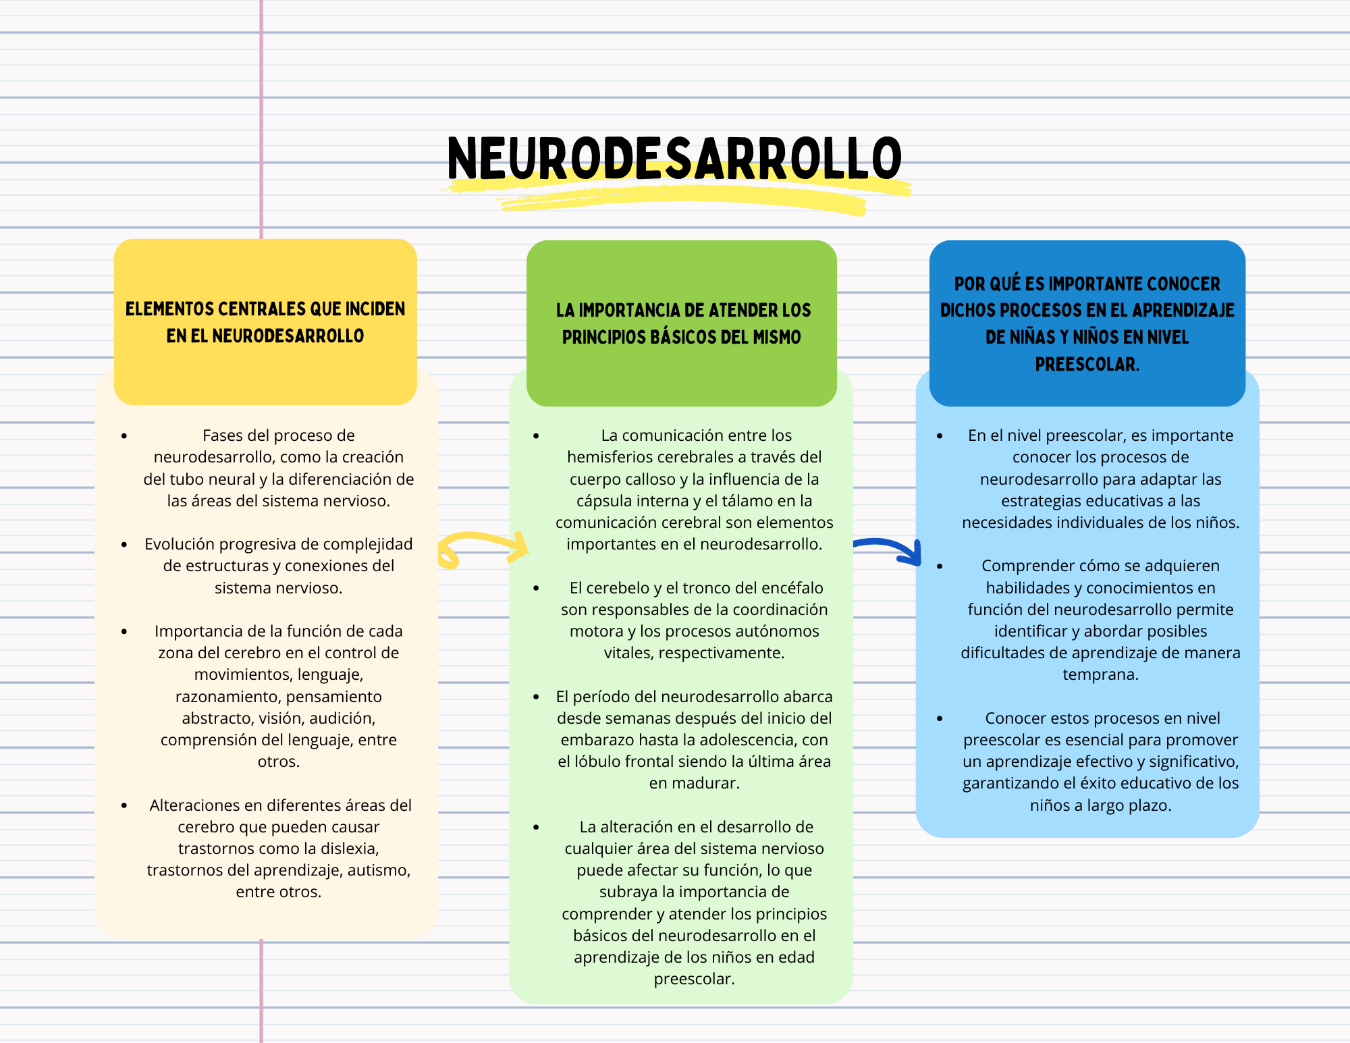 NEURODESARROLLO
ELEMENTOS CENTRALES QUE INCIDEN
EN EL NEURODESARROLLO
• Fases del proceso de
neurodesarrollo, como la creación
del tubo neural y la diferenciación de
las áreas del sistema nervioso.
• Evolución progresiva de complejidad
de estructuras y conexiones del
sistema nervioso.
• Importancia de la función de cada
zona del cerebro en el control de
movimientos, lenguaje,
razonamiento, pensamiento
abstracto, visión, audición,
comprensión del lenguaje, entre
otros.
• Alteraciones en diferentes áreas del
cerebro que pueden causar
trastornos como la dislexia,
trastornos del aprendizaje, autismo,
entre otros.
LA IMPORTANCIA DE ATENDER LOS
PRINCIPIOS BÁSICOS DEL MISMO
• La comunicación entre los
hemisferios cerebrales a través del
cuerpo calloso y la influencia de la
cápsula interna y el tálamo en la
comunicación cerebral son elementos
importantes en el neurodesarrollo.
• El cerebelo y el tronco del encéfalo
son responsables de la coordinación
motora y los procesos autónomos
vitales, respectivamente.
• El período del neurodesarrollo abarca
desde semanas después del inicio del
embarazo hasta la adolescencia, con
el lóbulo frontal siendo la última área
en madurar.
• La alteración en el desarrollo de
cualquier área del sistema nervioso
puede afectar su función, lo que
subraya la importancia de
comprender y atender los principios
básicos del neurodesarrollo en el
aprendizaje de los niños en edad
preescolar.
POR QUÉ ES IMPORTANTE CONOCER
DICHOS PROCESOS EN EL APRENDIZAJE
DE NIÑAS Y NIÑOS EN NIVEL
PREESCOLAR.
• En el nivel preescolar, es importante
conocer los procesos de
neurodesarrollo para adaptar las
estrategias educativas a las
necesidades individuales de los niños.
• Comprender cómo se adquieren
habilidades y conocimientos en
función del neurodesarrollo permite
identificar y abordar posibles
dificultades de aprendizaje de manera
temprana.
• Conocer estos procesos en nivel
preescolar es esencial para promover
un aprendizaje efectivo y significativo,
garantizando el éxito educativo de los
niños a largo plazo.